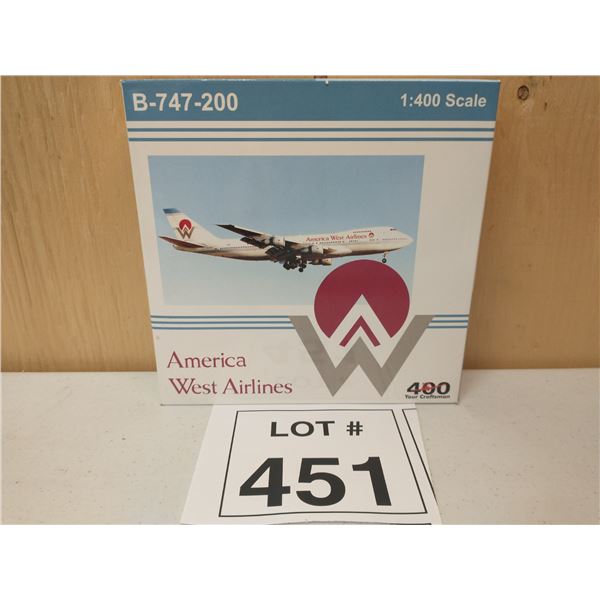 B-747-200
1:400 Scale
America West Airlines
America
West Airlines
W
400
Your Craftsman
LOT #
451